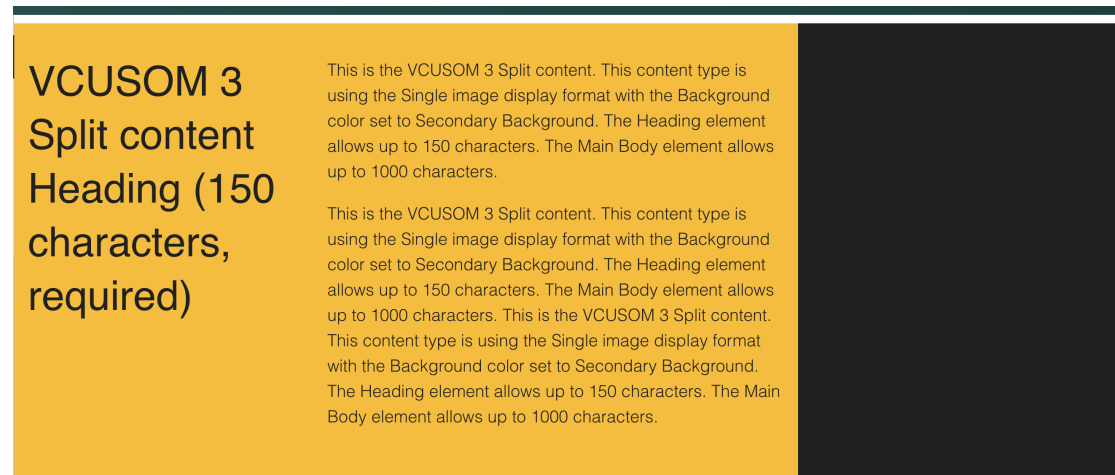 VCUSOM 3
Split content
Heading (150
characters,
required)
This is the VCUSOM 3 Split content. This content type is
using the Single image display format with the Background
color set to Secondary Background. The Heading element
allows up to 150 characters. The Main Body element allows
up to 1000 characters.
This is the VCUSOM 3 Split content. This content type is
using the Single image display format with the Background
color set to Secondary Background. The Heading element
allows up to 150 characters. The Main Body element allows
up to 1000 characters. This is the VCUSOM 3 Split content.
This content type is using the Single image display format
with the Background color set to Secondary Background.
The Heading element allows up to 150 characters. The Main
Body element allows up to 1000 characters.